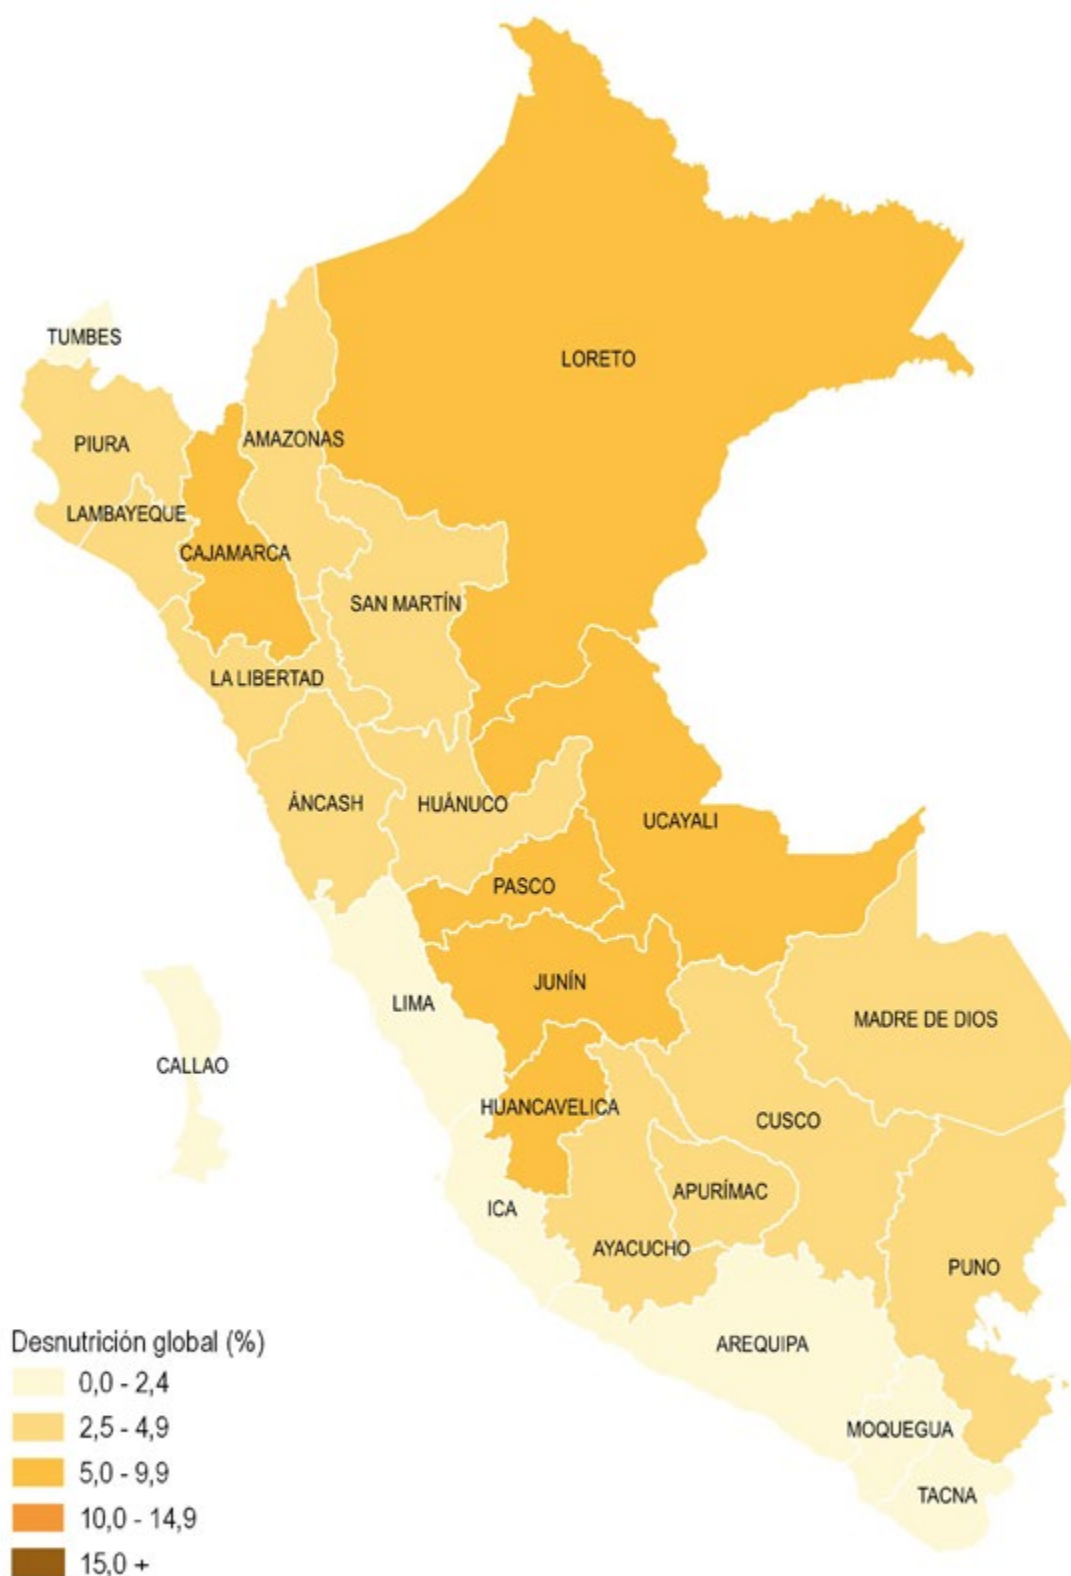 TUMBES
LORETO
PIURA
AMAZONAS
LAMBAYEQUE
CAJAMARCA
SAN MARTÍN
LA LIBERTAD
ÁNCASH
HUÁNUCO
UCAYALI
PASCO
JUNÍN
LIMA
MADRE DE DIOS
CALLAO
HUANCAVELICA
CUSCO
APURÍMAC
ICA
AYACUCHO
PUNO
AREQUIPA
MOQUEGUA
TACNA
Desnutrición global (%)
0,0 - 2,4
2,5 - 4,9
5,0 - 9,9
10,0 - 14,9
15,0 +